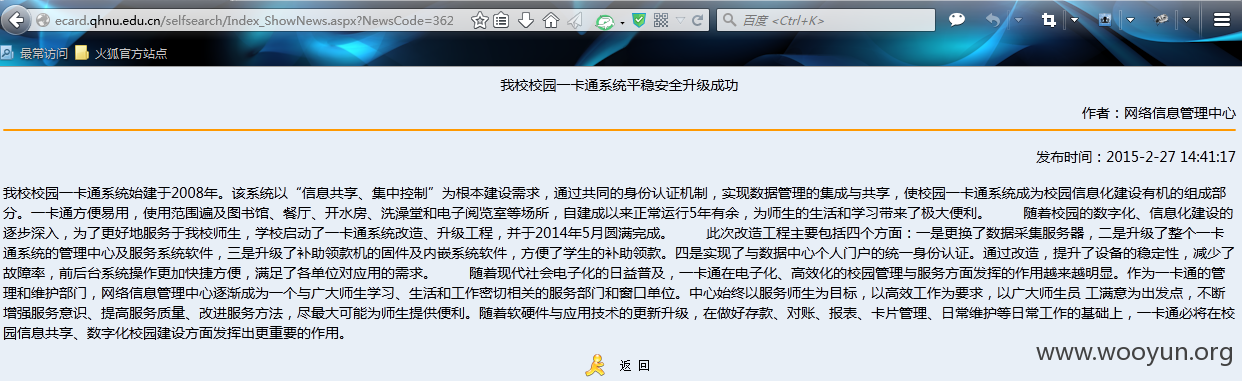 ecard.qhnu.edu.cn/selfsearch/Index_ShowNews.aspx?NewsCode=362
百度 <Ctrl+K>
最常访问 火狐官方站点
我校校园一卡通系统平稳安全升级成功
作者：网络信息管理中心
发布时间：2015-2-27 14:41:17
我校校园一卡通系统始建于2008年。该系统以“信息共享、集中控制”为根本建设需求，通过共同的身份认证机制，实现数据管理的集成与共享，使校园一卡通系统成为校园信息化建设有机的组成部
分。一卡通方便易用，使用范围遍及图书馆、餐厅、开水房、洗澡堂和电子阅览室等场所，自建成以来正常运行5年有余，为师生的生活和学习带来了极大便利。 随着校园的数字化、信息化建设的
逐步深入，为了更好地服务于我校师生，学校启动了一卡通系统改造、升级工程，并于2014年5月圆满完成。 此次改造工程主要包括四个方面：一是更换了数据采集服务器，二是升级了整个一卡
通系统的管理中心及服务系统软件，三是升级了补助领款机的固件及内嵌系统软件，方便了学生的补助领款。四是实现了与数据中心个人门户的统一身份认证。通过改造，提升了设备的稳定性，减少了
故障率，前后台系统操作更加快捷方便，满足了各单位对应用的需求。 随着现代社会电子化的日益普及，一卡通在电子化、高效化的校园管理与服务方面发挥的作用越来越明显。作为一卡通的管
理和维护部门，网络信息管理中心逐渐成为一个与广大师生学习、生活和工作密切相关的服务部门和窗口单位。中心始终以服务师生为目标，以高效工作为要求，以广大师生员 工满意为出发点，不断
增强服务意识、提高服务质量、改进服务方法，尽最大可能为师生提供便利。随着软硬件与应用技术的更新升级，在做好存款、对账、报表、卡片管理、日常维护等日常工作的基础上，一卡通必将在校
园信息共享、数字化校园建设方面发挥出更重要的作用。
返 回
www.wooyun.org